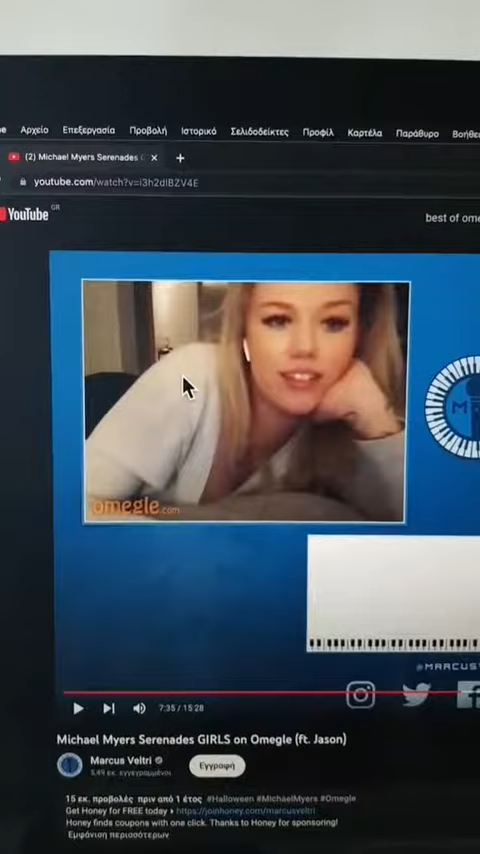 Αρχείο Επεξεργασία Προβολή Ιστορικό Σελιδοδείκτες Προφίλ Καρτέλα Παράθυρο Βοήθει
(2) Michael Myers Serenades
youtube.com/watch?v=i3h2dIBZV4E
YouTube GR
best of ome
omegle.com
M
@MARCUSV
7:35 / 15:28
Michael Myers Serenades GIRLS on Omegle (ft. Jason)
Marcus Veltri
5,49 εκ. εγγεγραμμένοι
Εγγραφή
15 εκ. προβολές πριν από 1 έτος #Halloween #MichaelMyers #Omegle
Get Honey for FREE today ▸ https://joinhoney.com/marcusveltri
Honey finds coupons with one click. Thanks to Honey for sponsoring!
Εμφάνιση περισσότερων